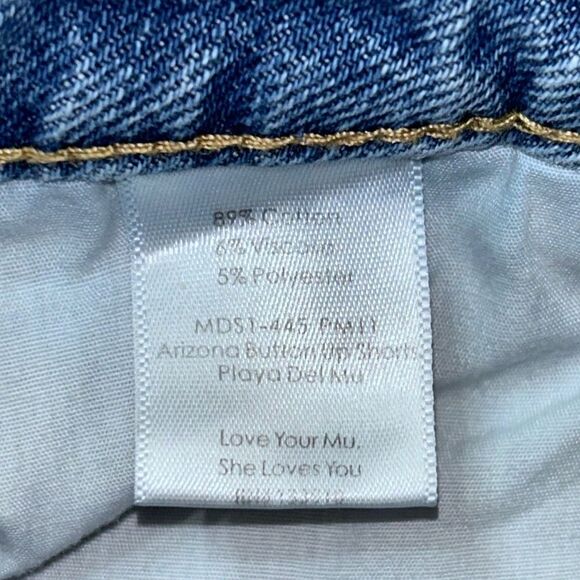 89% Cotton
6% Viscose
5% Polyester
MDS1-445 PM11
Arizona Button Up Shorts
Playa Del Mu
Love Your Mu.
She Loves You